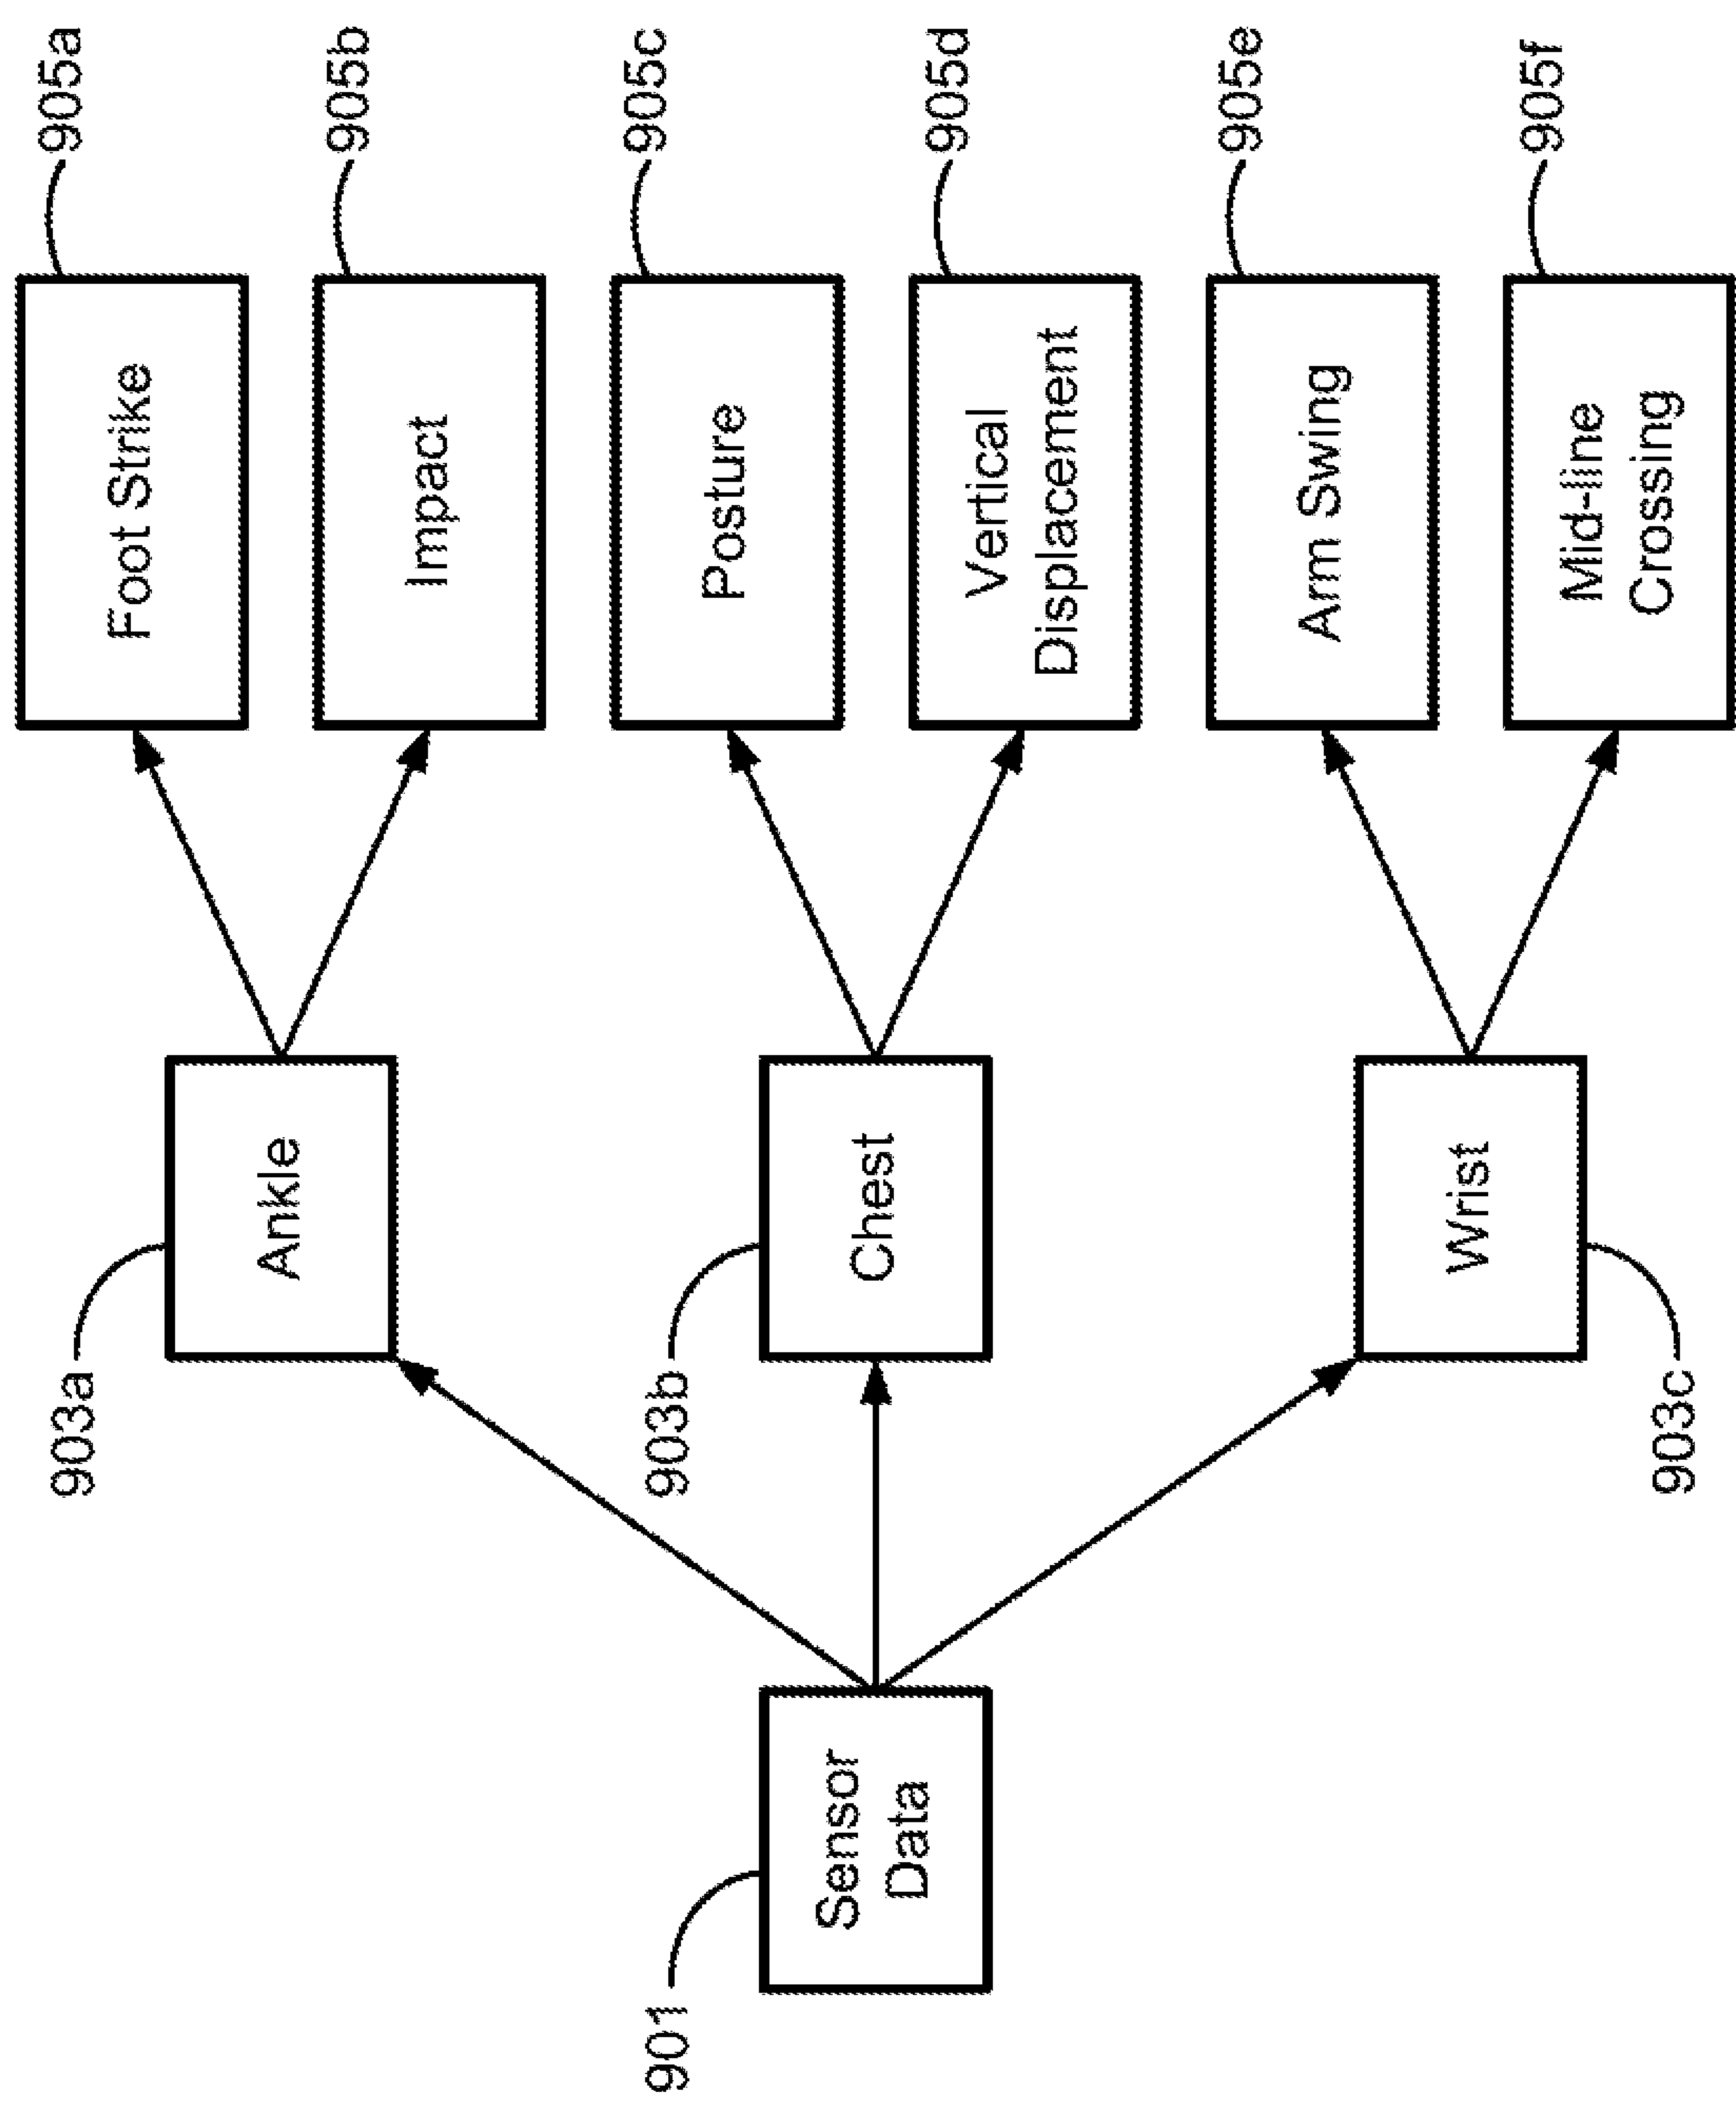 901
Sensor
Data
903a
Ankle
903b
Chest
903c
Wrist
905a
Foot Strike
905b
Impact
905c
Posture
905d
Vertical
Displacement
905e
Arm Swing
905f
Mid-line
Crossing